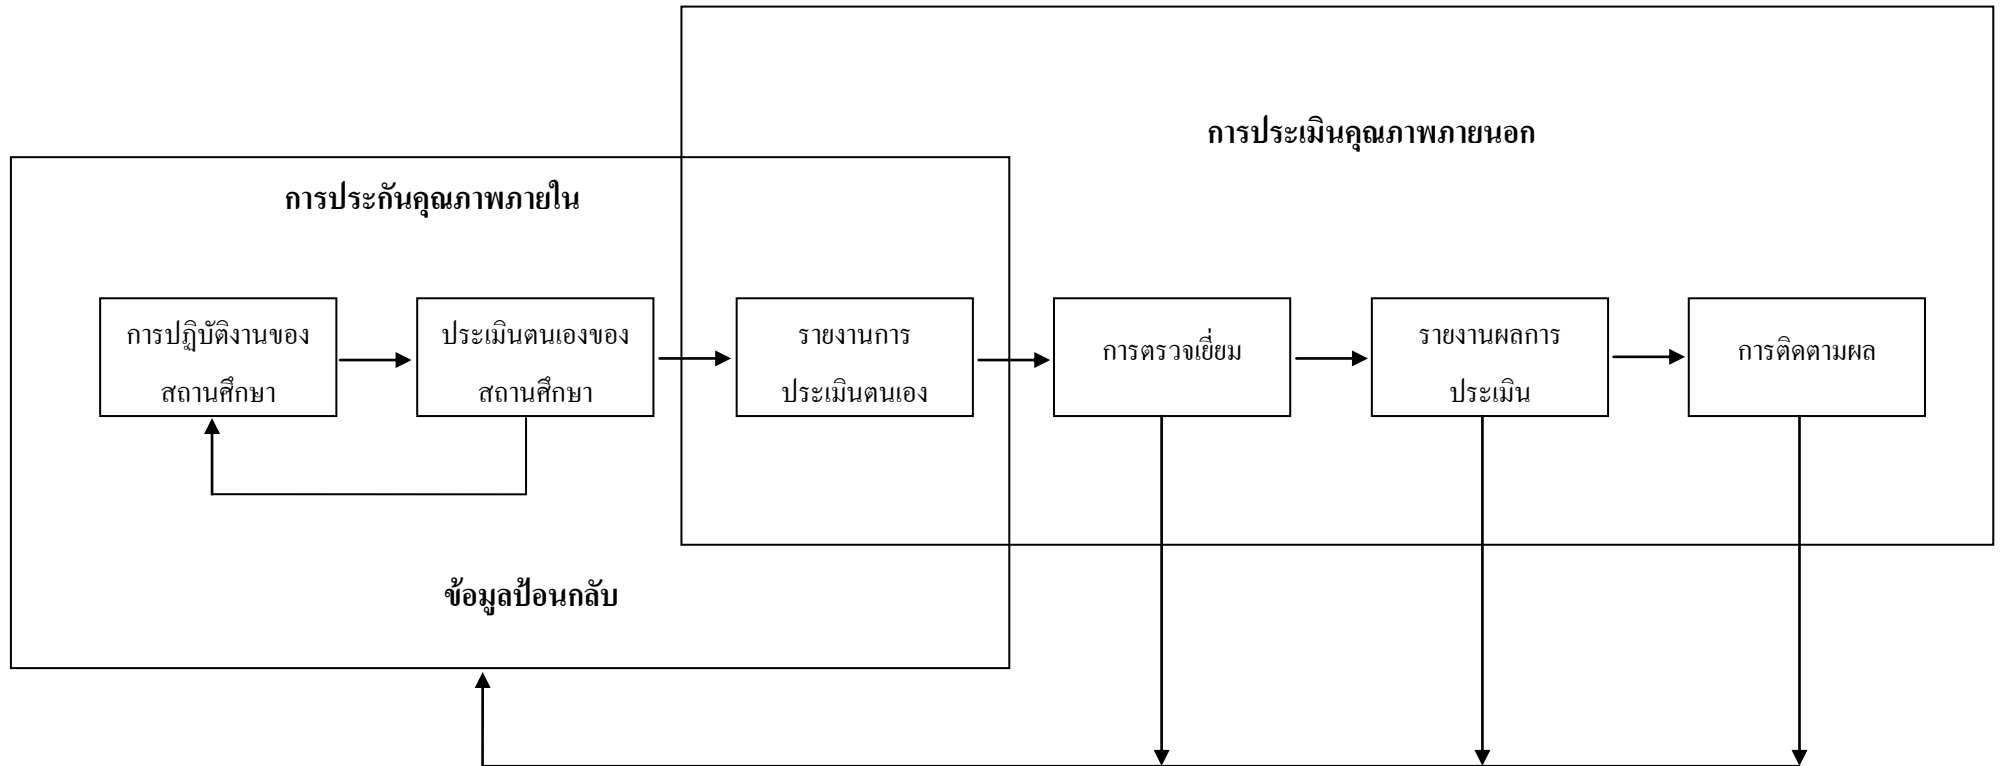 การประเมินคุณภาพภายนอก
การประกันคุณภาพภายใน
การปฏิบัติงานของ
สถานศึกษา
ประเมินตนเองของ
สถานศึกษา
รายงานการ
ประเมินตนเอง
การตรวจเยี่ยม
รายงานผลการ
ประเมิน
การติดตามผล
ข้อมูลป้อนกลับ